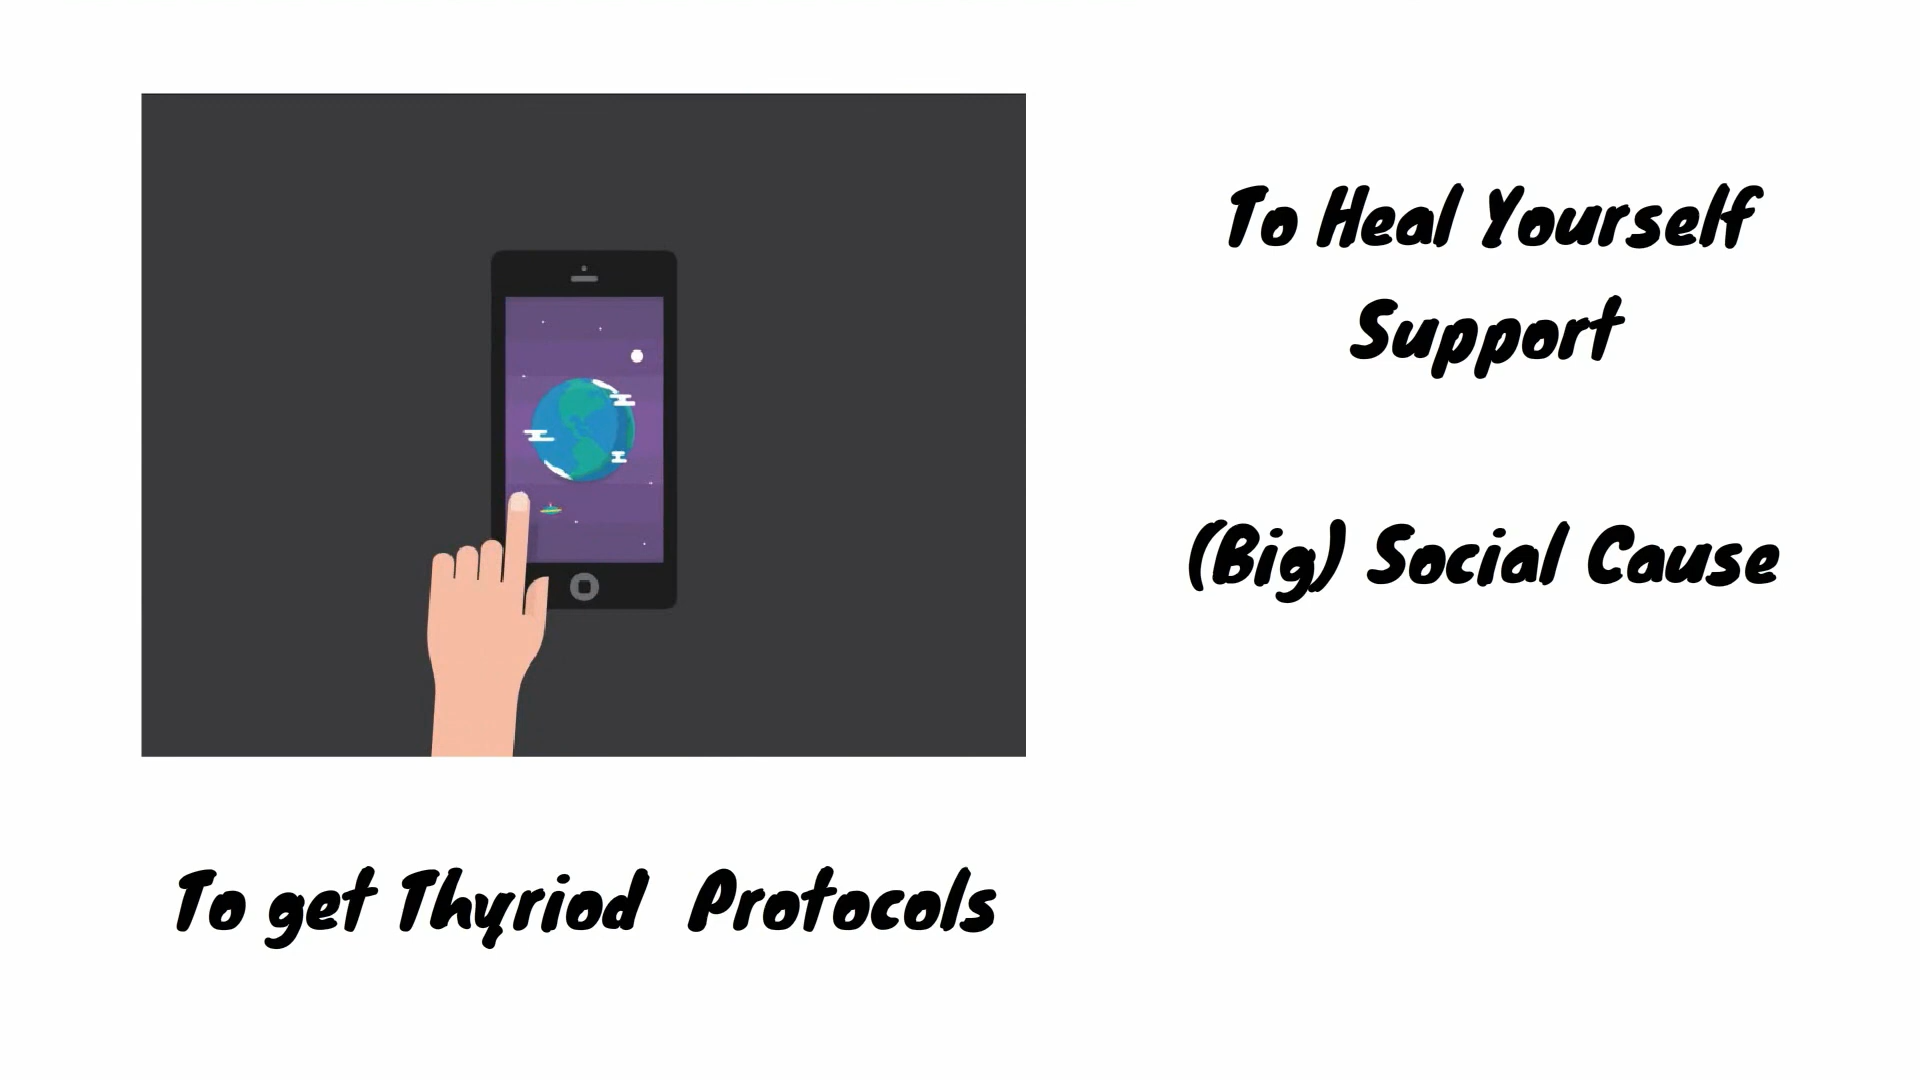 To Heal Yourself
Support
(Big) Social Cause
To get Thyriod Protocols